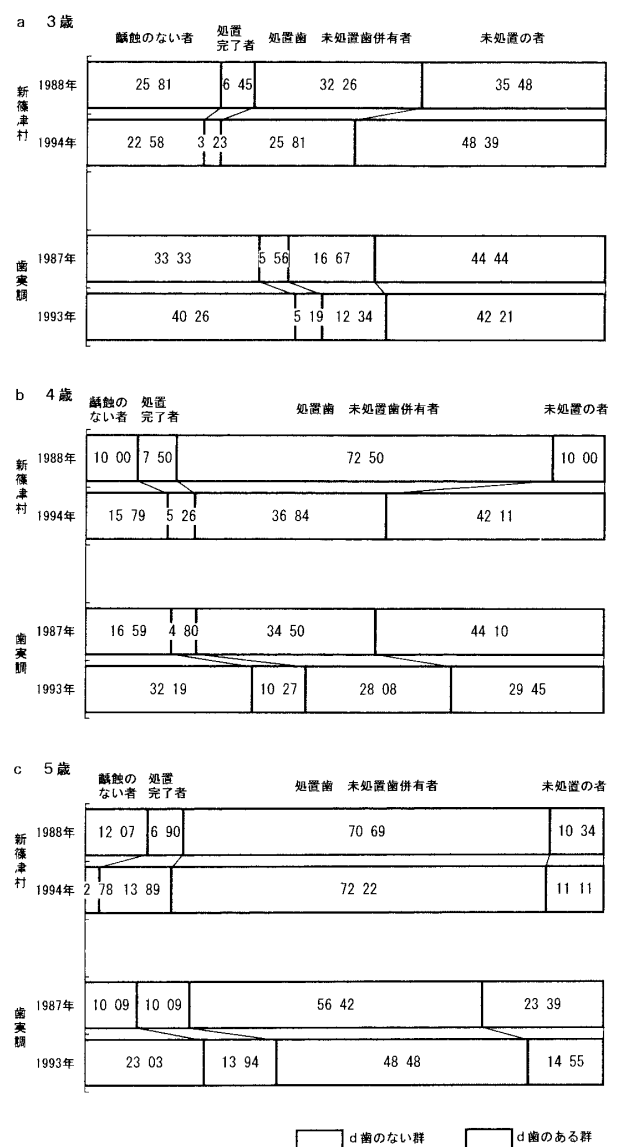 a 3歳
齲蝕のない者 処置完了者 処置歯 未処置歯併有者 未処置の者
新篠津村
1988年 25 81 6 45 32 26 35 48
1994年 22 58 3 23 25 81 48 39
歯実調
1987年 33 33 5 56 16 67 44 44
1993年 40 26 5 19 12 34 42 21
b 4歳
齲蝕のない者 処置完了者 処置歯 未処置歯併有者 未処置の者
新篠津村
1988年 10 00 7 50 72 50 10 00
1994年 15 79 5 26 36 84 42 11
歯実調
1987年 16 59 4 80 34 50 44 10
1993年 32 19 10 27 28 08 29 45
c 5歳
齲蝕のない者 処置完了者 処置歯 未処置歯併有者 未処置の者
新篠津村
1988年 12 07 6 90 70 69 10 34
1994年 2 78 13 89 72 22 11 11
歯実調
1987年 10 09 10 09 56 42 23 39
1993年 23 03 13 94 48 48 14 55
d歯のない群 d歯のある群